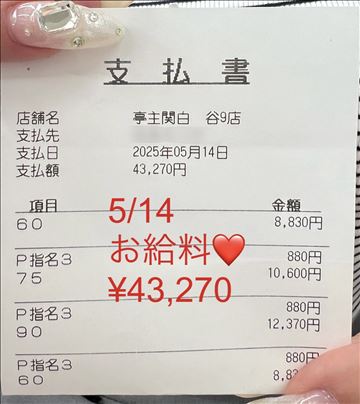 支払書
店舗名 亭主関白 谷9店
支払先
支払日 2025年05月14日
支払額 43,270円
項目 金額
60 8,830円
P指名3 880円
75 10,600円
P指名3 880円
90 12,370円
P指名3 880円
60
5/14
お給料❤
¥43,270